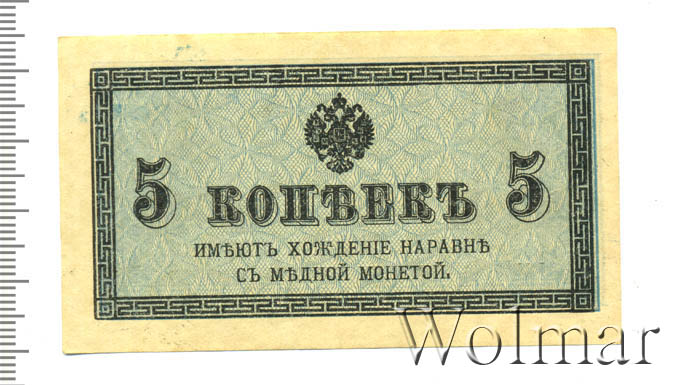 5 КОПѢЕКЪ 5
ИМѢЮТЪ ХОЖДЕНІЕ НАРАВНѢ
СЪ МѢДНОЙ МОНЕТОЙ.
Wolmar